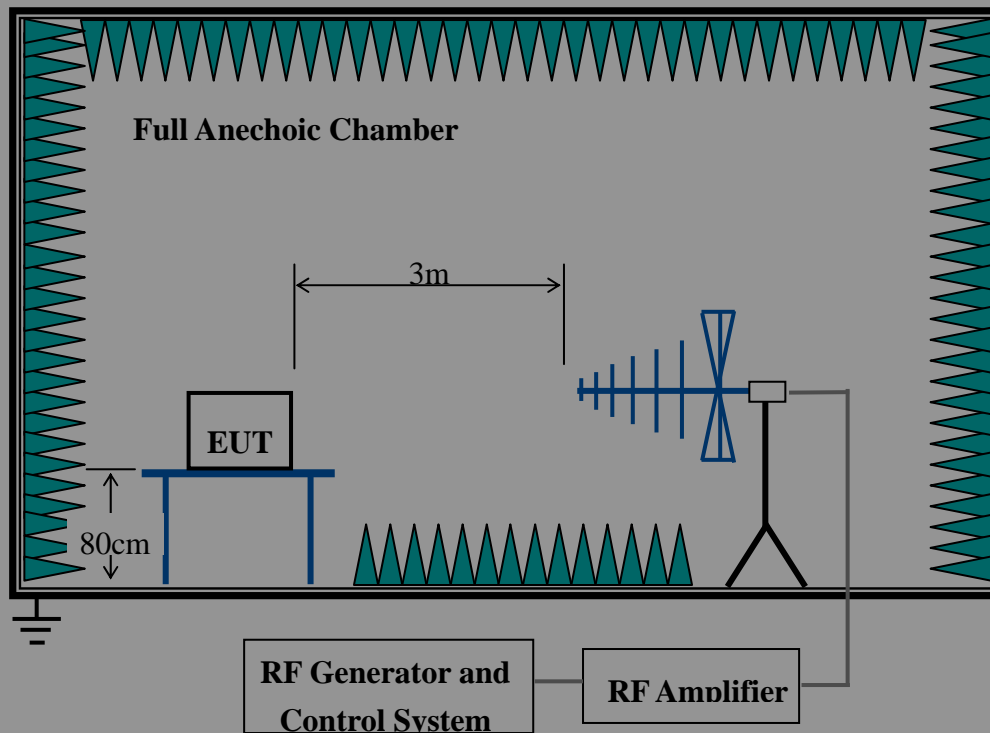 Full Anechoic Chamber
3m
EUT
80cm
RF Generator and
Control System
RF Amplifier